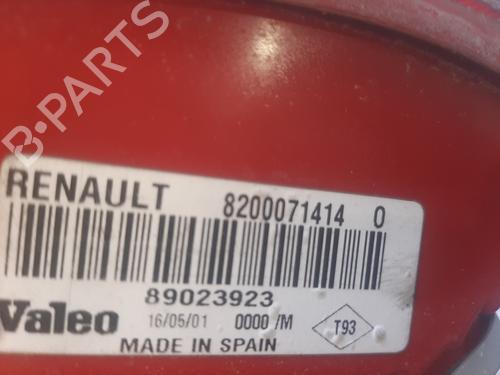 B-PARTS
RENAULT
8200071414 0
89023923
Valeo 16/05/01 0000 /M T93
MADE IN SPAIN